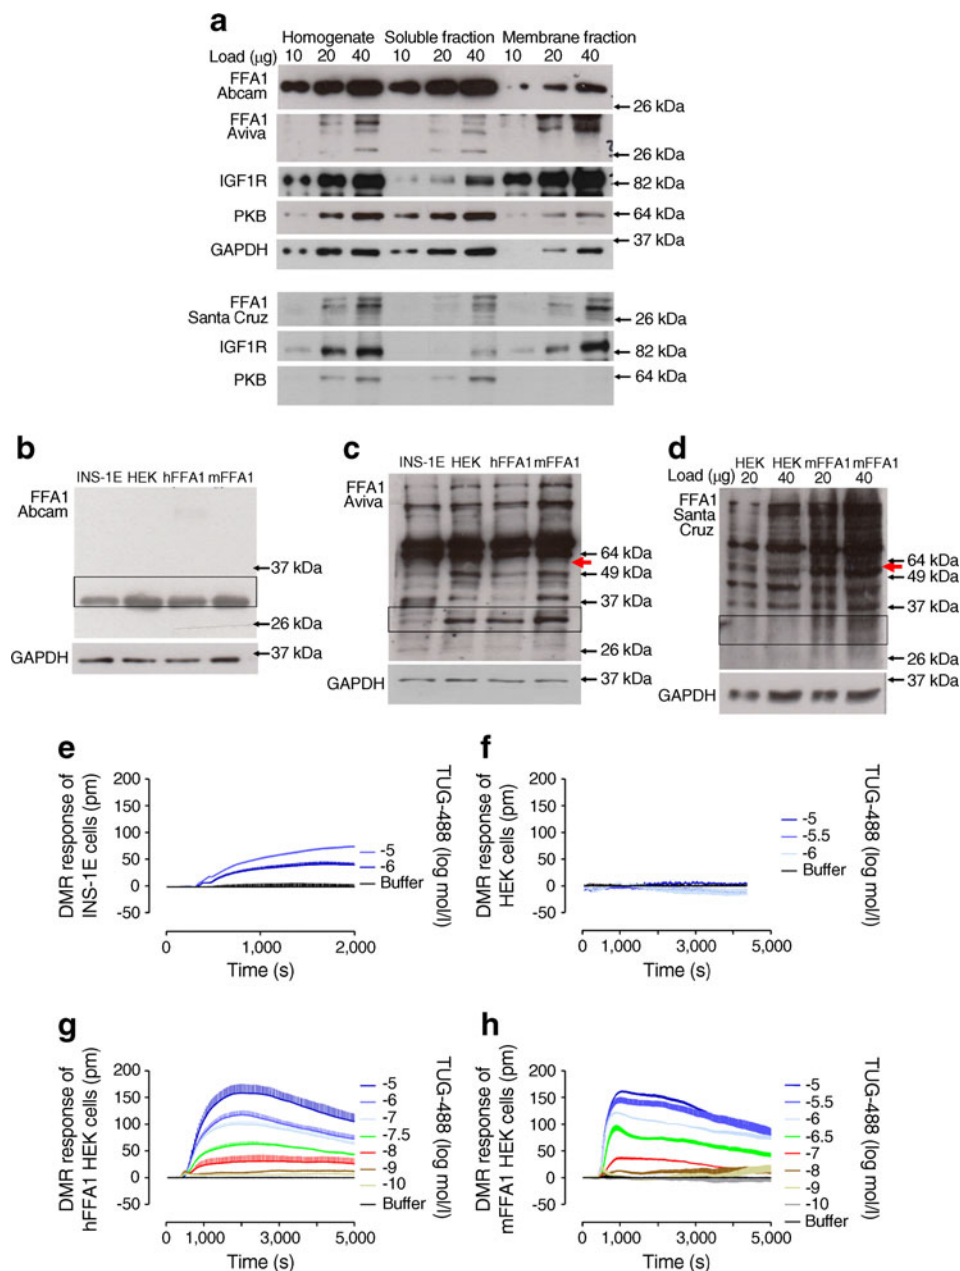 a
Homogenate Soluble fraction Membrane fraction
Load (μg) 10 20 40 10 20 40 10 20 40
FFA1
Abcam
26 kDa
FFA1
Aviva
26 kDa
IGF1R
82 kDa
PKB
64 kDa
37 kDa
GAPDH
FFA1
Santa Cruz
26 kDa
IGF1R
82 kDa
PKB
64 kDa
b
INS-1E HEK hFFA1 mFFA1
FFA1
Abcam
37 kDa
26 kDa
37 kDa
GAPDH
c
INS-1E HEK hFFA1 mFFA1
FFA1
Aviva
64 kDa
49 kDa
37 kDa
26 kDa
GAPDH
37 kDa
d
HEK HEK mFFA1 mFFA1
Load (μg) 20 40 20 40
FFA1
Santa
Cruz
64 kDa
49 kDa
37 kDa
26 kDa
37 kDa
GAPDH
e
DMR response of
INS-1E cells (pm)
200
150
100
50
0
-50
0 1,000 2,000
Time (s)
TUG-488 (log mol/l)
-5
-6
Buffer
f
DMR response of
HEK cells (pm)
200
150
100
50
0
-50
0 1,000 3,000 5,000
Time (s)
TUG-488 (log mol/l)
-5
-5.5
-6
Buffer
g
DMR response of
hFFA1 HEK cells (pm)
200
150
100
50
0
-50
0 1,000 3,000 5,000
Time (s)
TUG-488 (log mol/l)
-5
-6
-7
-7.5
-8
-9
-10
Buffer
h
DMR response of
mFFA1 HEK cells (pm)
200
150
100
50
0
-50
0 1,000 3,000 5,000
Time (s)
TUG-488 (log mol/l)
-5
-5.5
-6
-6.5
-7
-8
-9
-10
Buffer